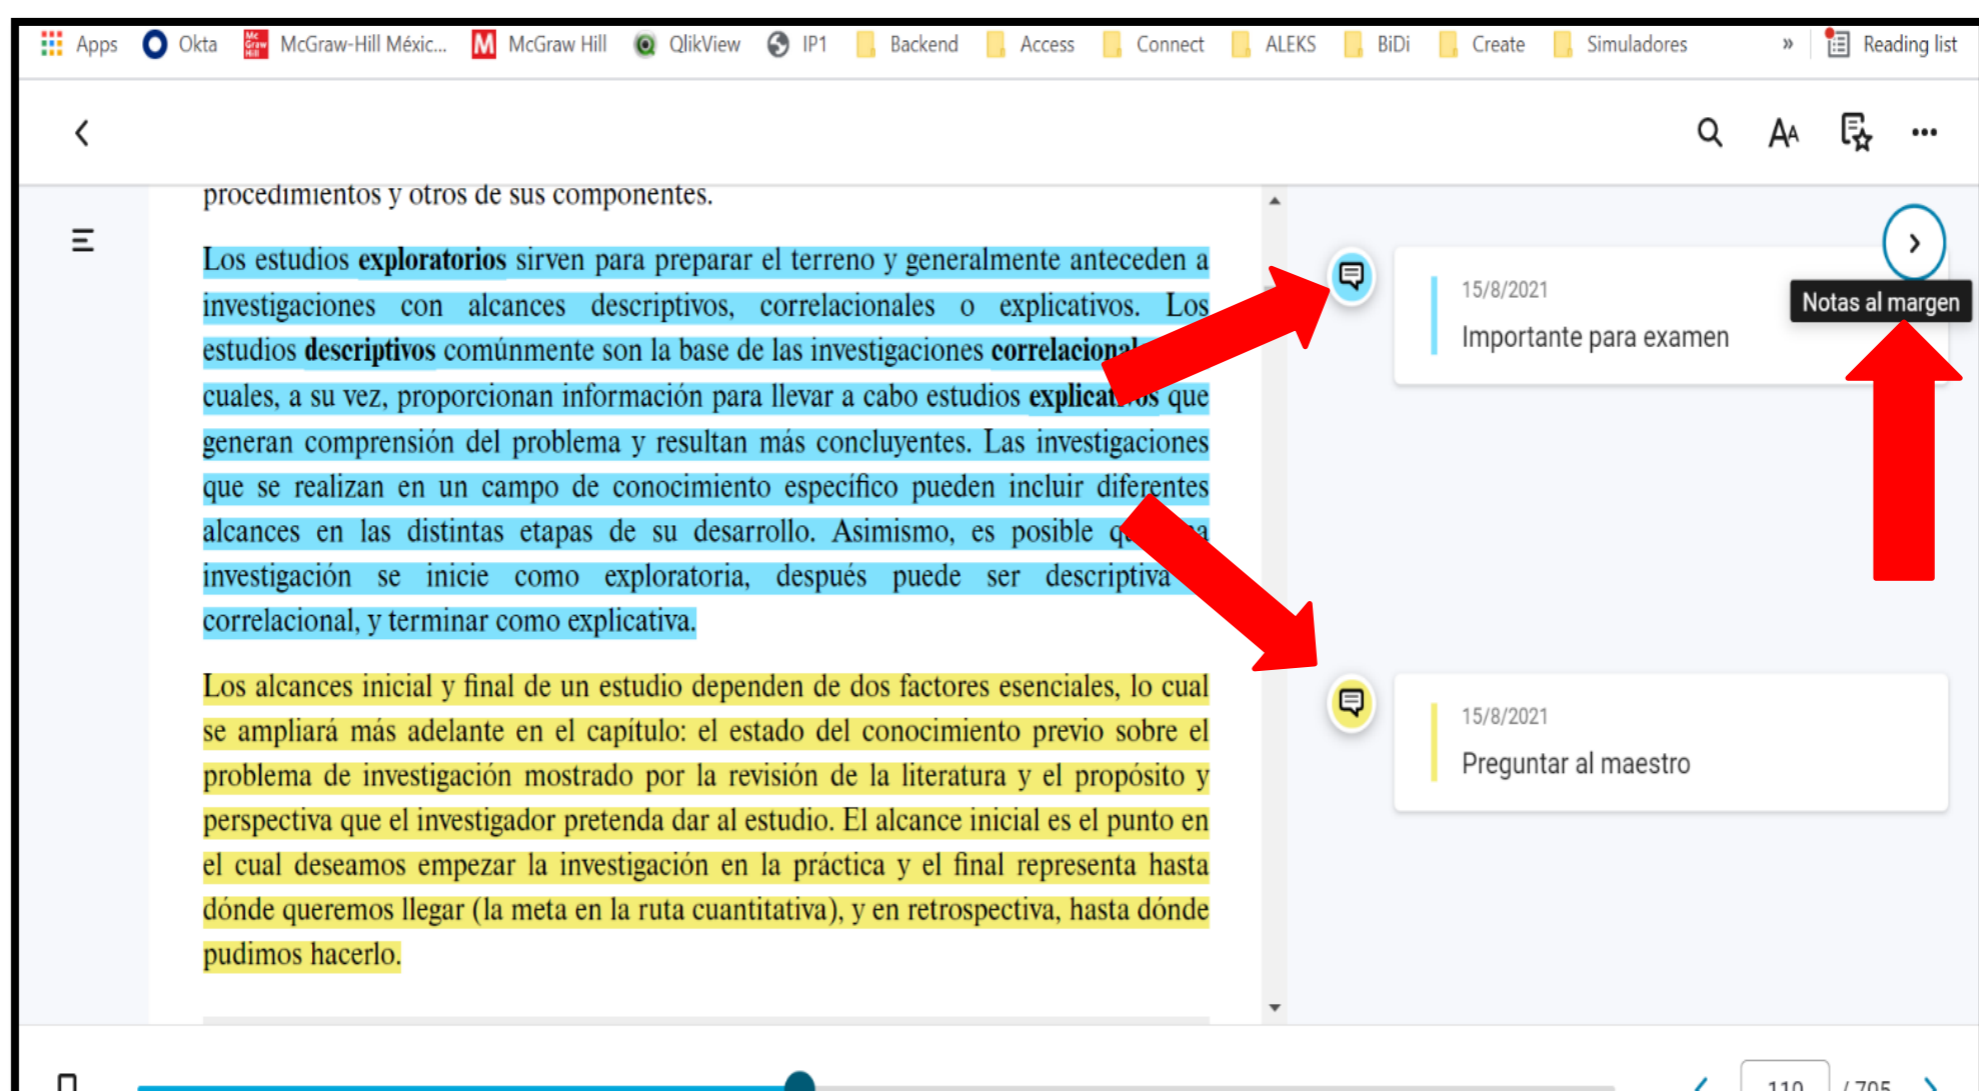 Apps Okta McGraw-Hill Méxic... McGraw Hill QlikView IP1 Backend Access Connect ALEKS BiDi Create Simuladores » Reading list
procedimientos y otros de sus componentes.
Los estudios exploratorios sirven para preparar el terreno y generalmente anteceden a
investigaciones con alcances descriptivos, correlacionales o explicativos. Los
estudios descriptivos comúnmente son la base de las investigaciones
cuales, a su vez, proporcionan información para llevar a cabo estudios explicativos que
generan comprensión del problema y resultan más concluyentes. Las investigaciones
que se realizan en un campo de conocimiento específico pueden incluir diferentes
alcances en las distintas etapas de su desarrollo. Asimismo, es posible
investigación se inicie como exploratoria, después puede ser descriptiva
correlacional, y terminar como explicativa.
Los alcances inicial y final de un estudio dependen de dos factores esenciales, lo cual
se ampliará más adelante en el capítulo: el estado del conocimiento previo sobre el
problema de investigación mostrado por la revisión de la literatura y el propósito y
perspectiva que el investigador pretenda dar al estudio. El alcance inicial es el punto en
el cual deseamos empezar la investigación en la práctica y el final representa hasta
dónde queremos llegar (la meta en la ruta cuantitativa), y en retrospectiva, hasta dónde
pudimos hacerlo.
15/8/2021
Importante para examen
Notas al margen
15/8/2021
Preguntar al maestro
110 / 705